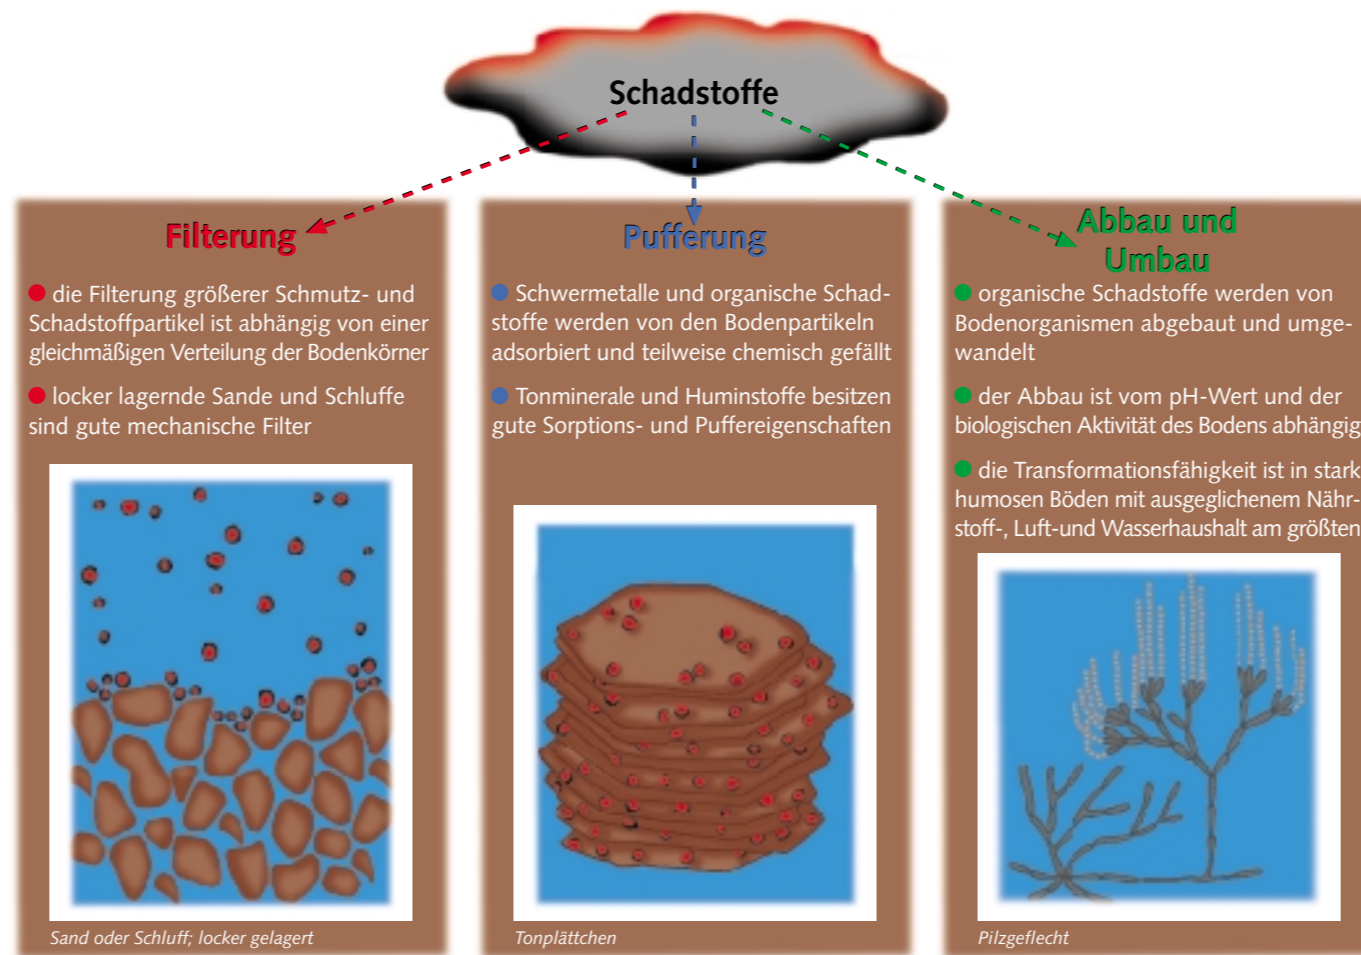 Schadstoffe
Filterung
● die Filterung größerer Schmutz- und
Schadstoffpartikel ist abhängig von einer
gleichmäßigen Verteilung der Bodenkörner
● locker lagernde Sande und Schluffe
sind gute mechanische Filter
Sand oder Schluff; locker gelagert
Pufferung
● Schwermetalle und organische Schad-
stoffe werden von den Bodenpartikeln
adsorbiert und teilweise chemisch gefällt
● Tonminerale und Huminstoffe besitzen
gute Sorptions- und Puffereigenschaften
Tonplättchen
Abbau und
Umbau
● organische Schadstoffe werden von
Bodenorganismen abgebaut und umge-
wandelt
● der Abbau ist vom pH-Wert und der
biologischen Aktivität des Bodens abhängig
● die Transformationsfähigkeit ist in stark
humosen Böden mit ausgeglichenem Nähr-
stoff-, Luft-und Wasserhaushalt am größten
Pilzgeflecht